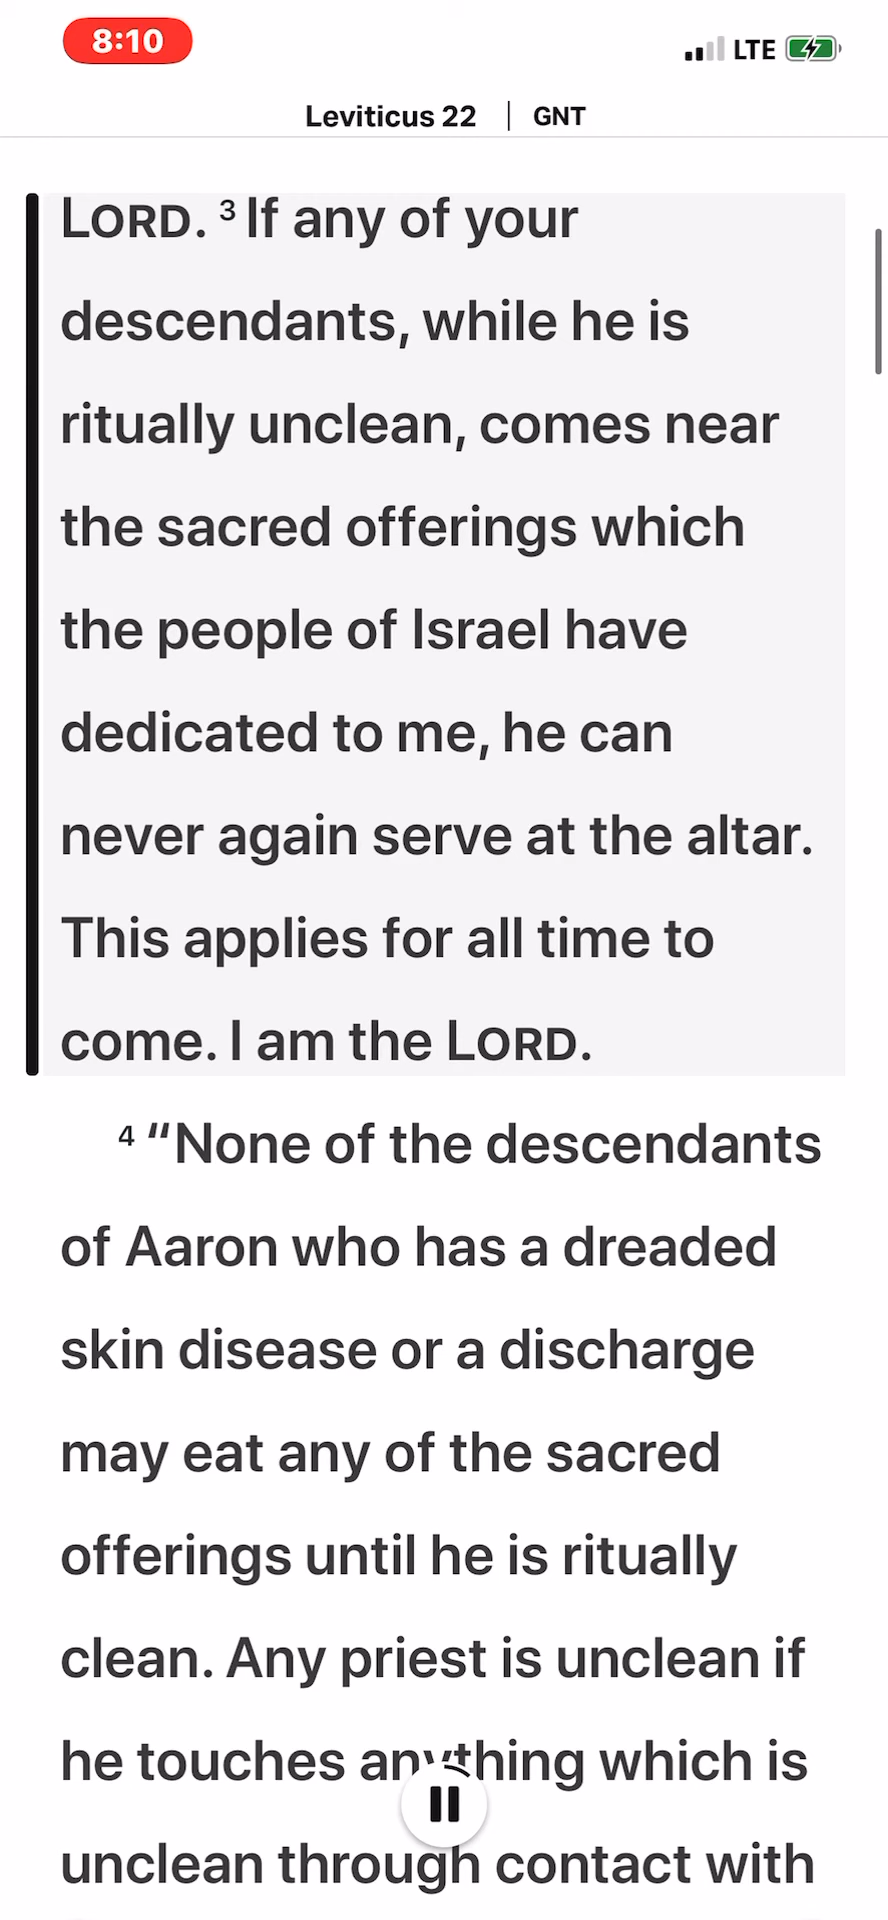 8:10
LTE
Leviticus 22 | GNT
LORD. 3 If any of your
descendants, while he is
ritually unclean, comes near
the sacred offerings which
the people of Israel have
dedicated to me, he can
never again serve at the altar.
This applies for all time to
come. I am the LORD.
4 “None of the descendants
of Aaron who has a dreaded
skin disease or a discharge
may eat any of the sacred
offerings until he is ritually
clean. Any priest is unclean if
he touches anything which is
unclean through contact with